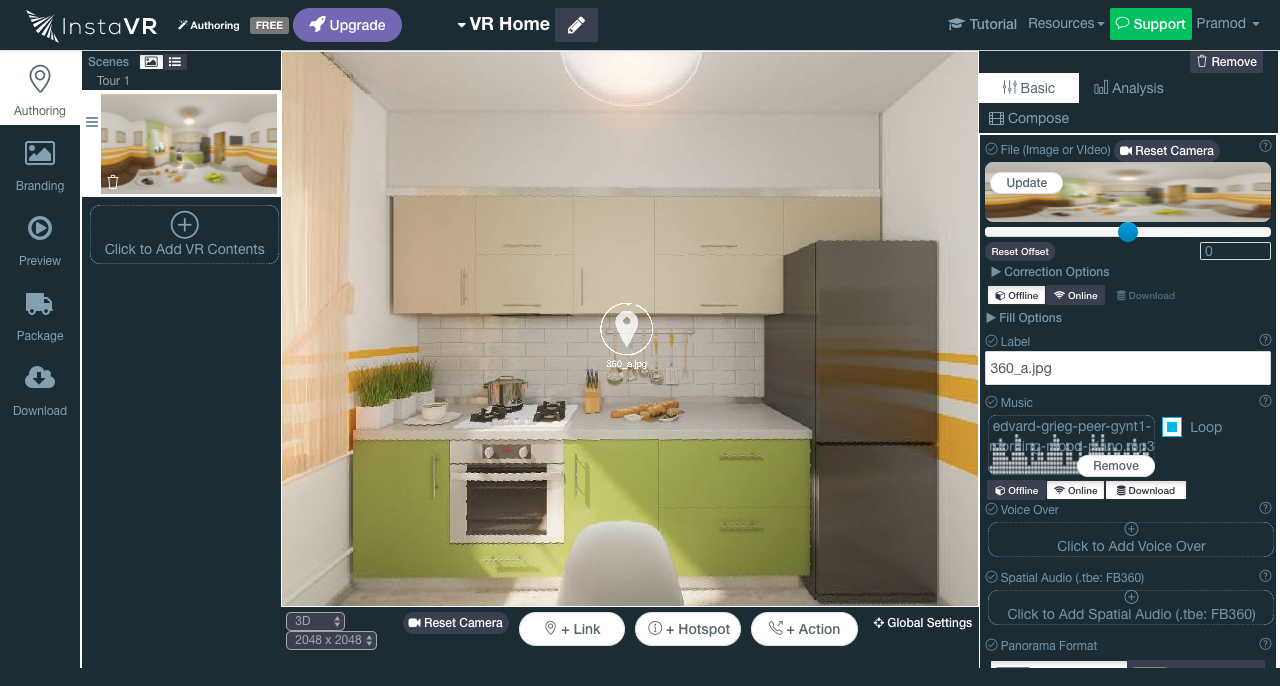 InstaVR
Authoring
FREE
Upgrade
VR Home
Tutorial
Resources
Support
Pramod
Authoring
Branding
Preview
Package
Download
Scenes
Tour 1
Click to Add VR Contents
360_a.jpg
3D
2048 x 2048
Reset Camera
+ Link
+ Hotspot
+ Action
Global Settings
Remove
Basic
Analysis
Compose
File (Image or VIdeo)
Reset Camera
Update
Reset Offset
0
Correction Options
Offline
Online
Download
Fill Options
Label
360_a.jpg
Music
edvard-grieg-peer-gynt1-
morning-mood-piano.mp3
Loop
Remove
Offline
Online
Download
Voice Over
Click to Add Voice Over
Spatial Audio (.tbe: FB360)
Click to Add Spatial Audio (.tbe: FB360)
Panorama Format